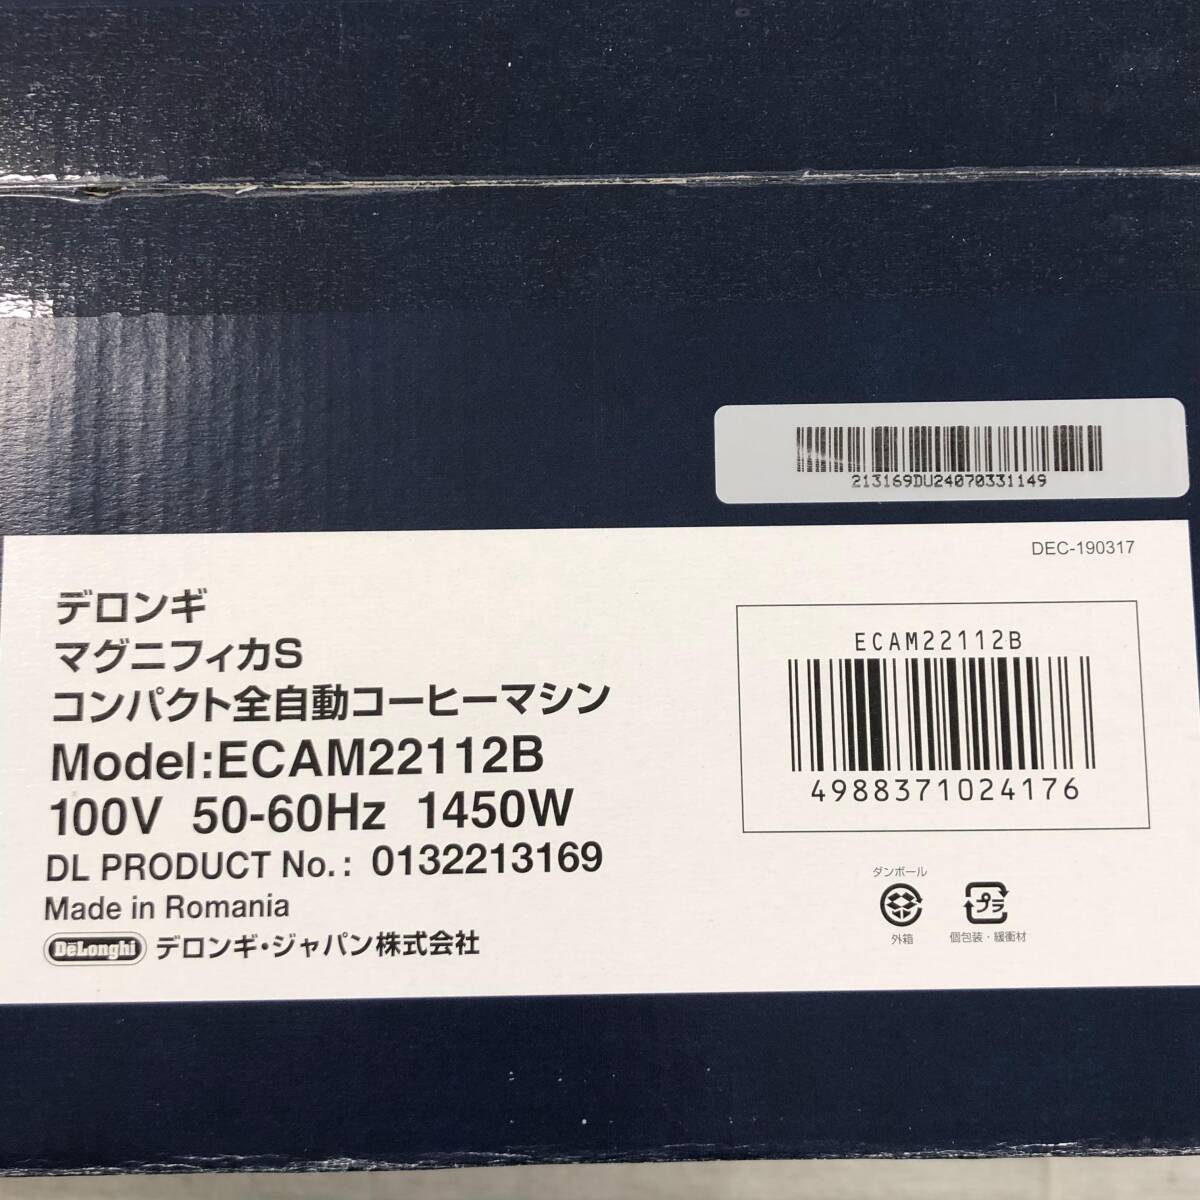 213169DU24070331149
DEC-190317
デロンギ
マグニフィカS
コンパクト全自動コーヒーマシン
Model:ECAM22112B
100V 50-60Hz 1450W
DL PRODUCT No.: 0132213169
Made in Romania
DēLonghi デロンギ・ジャパン株式会社
ECAM22112B
4988371024176
ダンボール
外箱
プラ
個包装・緩衝材